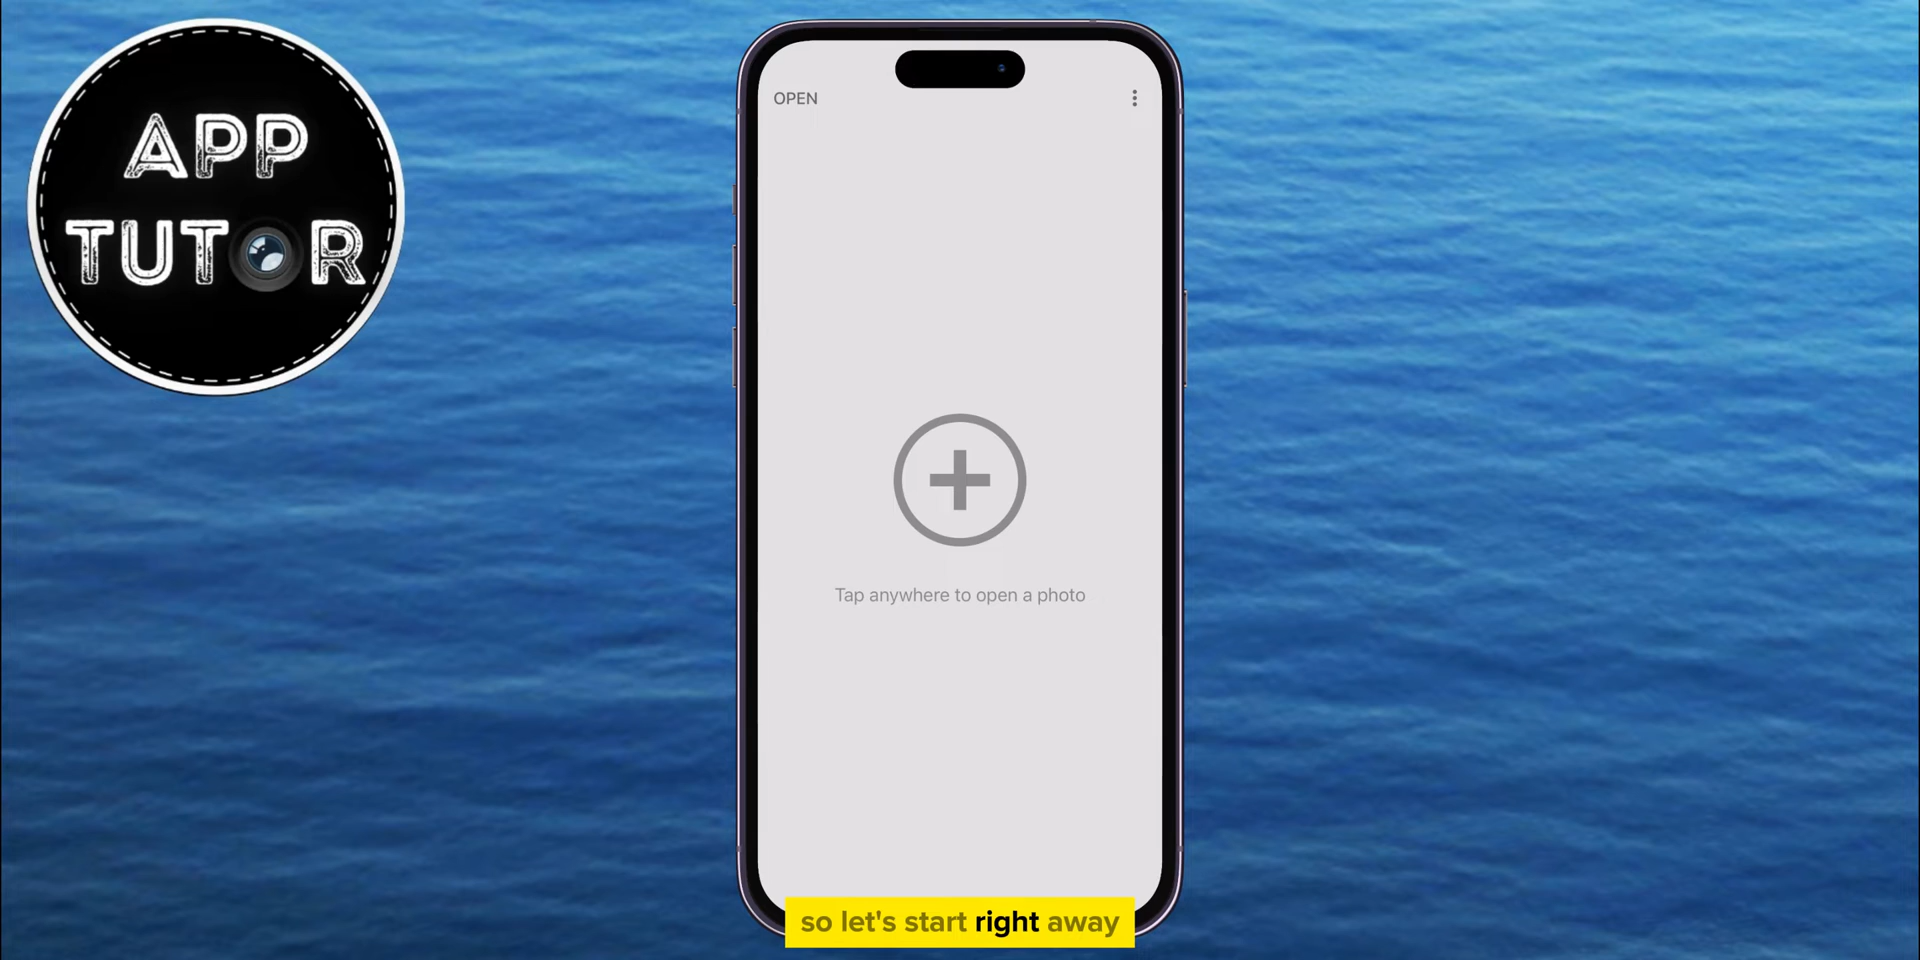 APP
TUTOR
OPEN
Tap anywhere to open a photo
so let's start right away